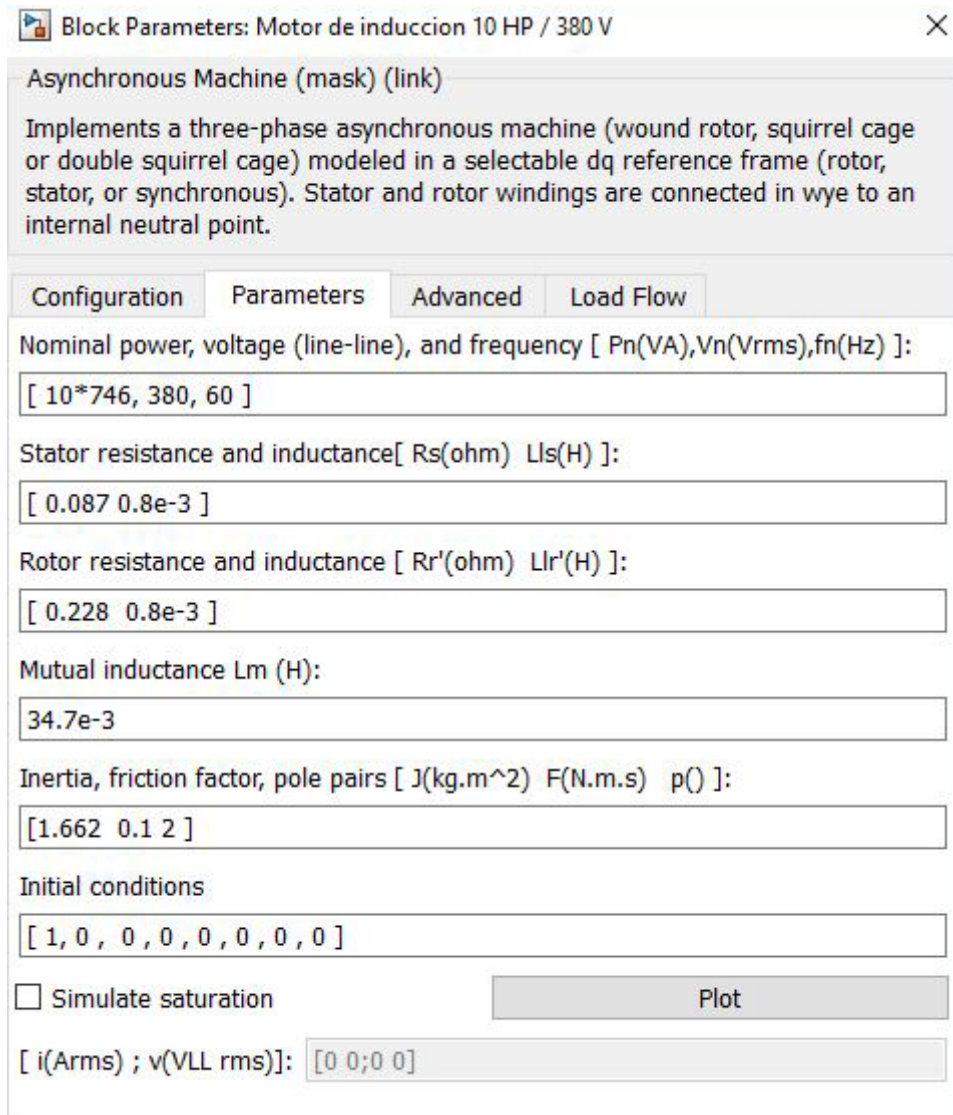 Block Parameters: Motor de induccion 10 HP / 380 V
Asynchronous Machine (mask) (link)
Implements a three-phase asynchronous machine (wound rotor, squirrel cage
or double squirrel cage) modeled in a selectable dq reference frame (rotor,
stator, or synchronous). Stator and rotor windings are connected in wye to an
internal neutral point.
Configuration Parameters Advanced Load Flow
Nominal power, voltage (line-line), and frequency [ Pn(VA),Vn(Vrms),fn(Hz) ]:
[ 10*746, 380, 60 ]
Stator resistance and inductance[ Rs(ohm) Lls(H) ]:
[ 0.087 0.8e-3 ]
Rotor resistance and inductance [ Rr'(ohm) Llr'(H) ]:
[ 0.228 0.8e-3 ]
Mutual inductance Lm (H):
34.7e-3
Inertia, friction factor, pole pairs [ J(kg.m^2) F(N.m.s) p() ]:
[1.662 0.1 2 ]
Initial conditions
[ 1, 0 , 0 , 0 , 0 , 0 , 0 , 0 ]
Simulate saturation Plot
[ i(Arms) ; v(VLL rms)]: [0 0;0 0]